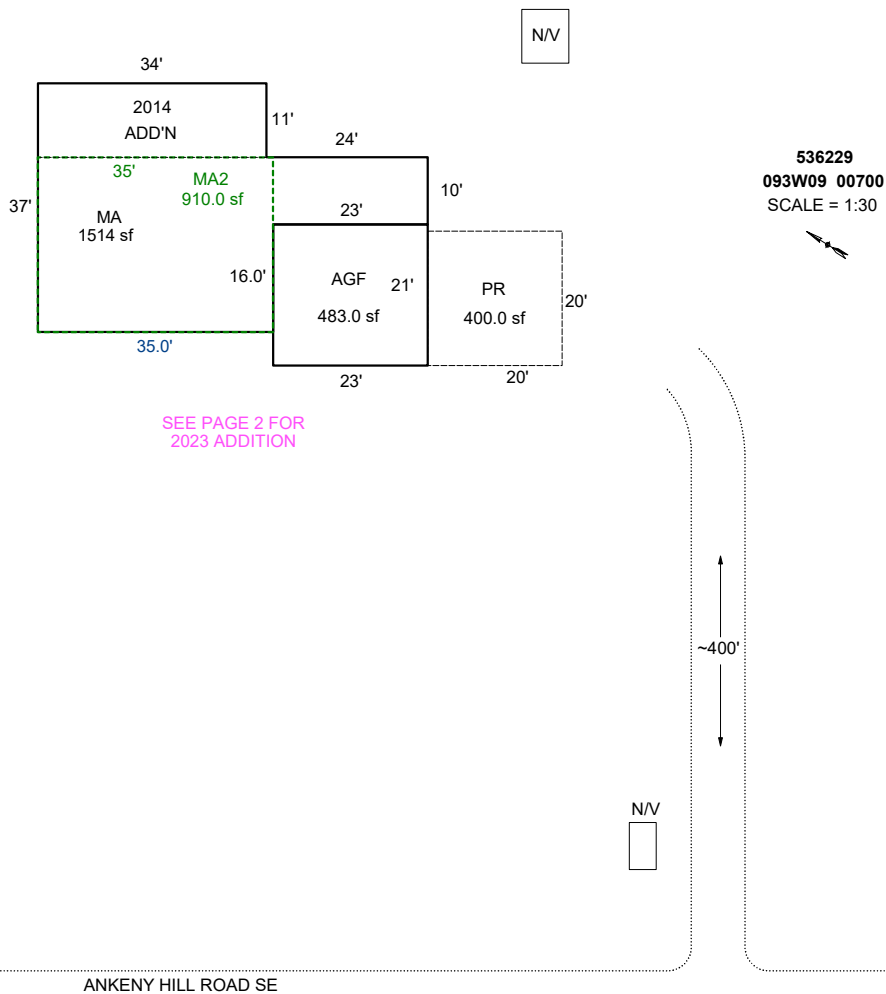 N/V
34'
2014
ADD'N
11'
24'
536229
093W09 00700
SCALE = 1:30
35'
MA2
910.0 sf
10'
37'
MA
1514 sf
23'
16.0'
AGF
21'
483.0 sf
PR
400.0 sf
20'
35.0'
23'
20'
SEE PAGE 2 FOR
2023 ADDITION
~400'
N/V
ANKENY HILL ROAD SE